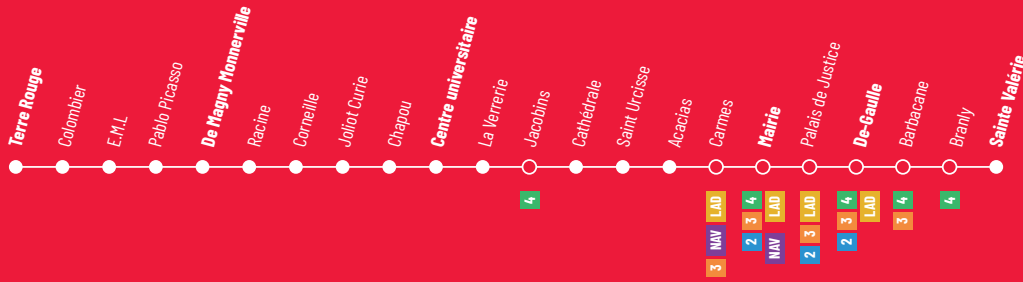 Terre Rouge
Colombier
E.M.L
Pablo Picasso
De Magny Monnerville
Racine
Corneille
Joliot Curie
Chapou
Centre universitaire
La Verrerie
Jacobins
Cathédrale
Saint Urcisse
Acacias
Carmes
Mairie
Palais de Justice
De-Gaulle
Barbacane
Branly
Sainte Valérie
4
3 NAV LAD
2 3 4
NAV LAD
2 3 LAD
2 3 4
LAD
3 4
4